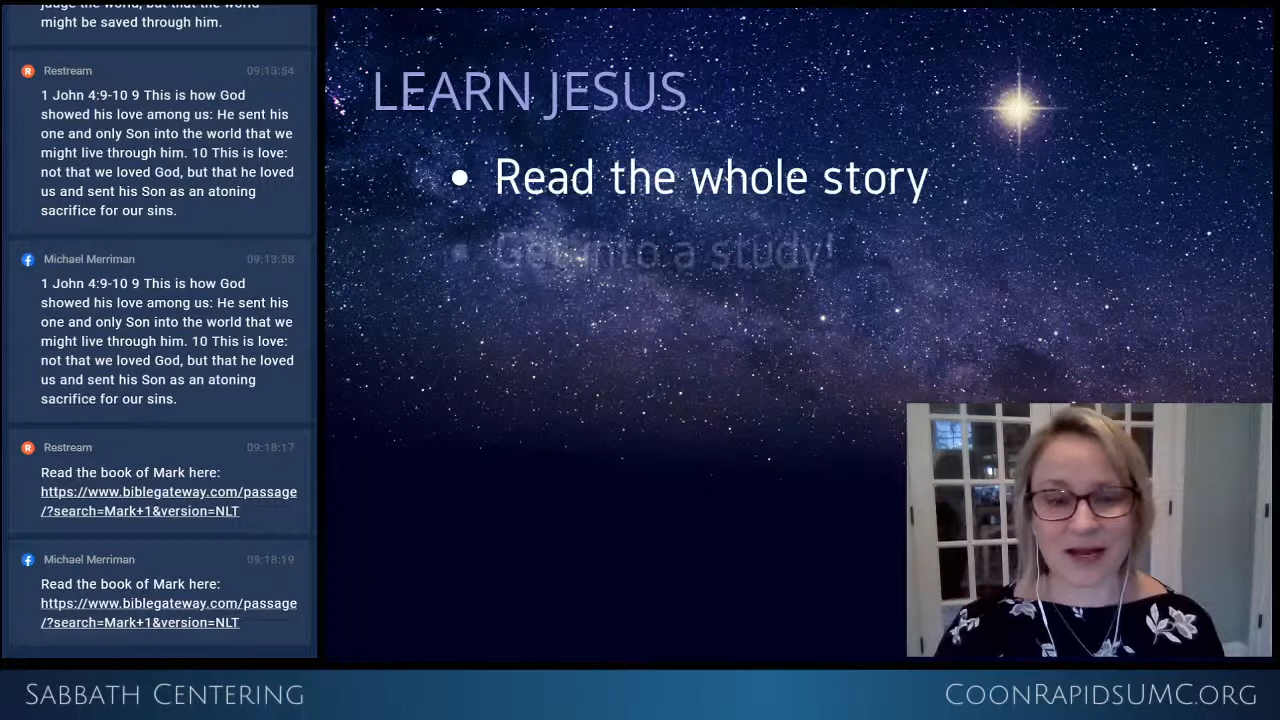 judge the world, but that the world
might be saved through him.
Restream 09:13:54
1 John 4:9-10 9 This is how God
showed his love among us: He sent his
one and only Son into the world that we
might live through him. 10 This is love:
not that we loved God, but that he loved
us and sent his Son as an atoning
sacrifice for our sins.
Michael Merriman 09:13:58
1 John 4:9-10 9 This is how God
showed his love among us: He sent his
one and only Son into the world that we
might live through him. 10 This is love:
not that we loved God, but that he loved
us and sent his Son as an atoning
sacrifice for our sins.
Restream 09:18:17
Read the book of Mark here:
https://www.biblegateway.com/passage
/?search=Mark+1&version=NLT
Michael Merriman 09:18:19
Read the book of Mark here:
https://www.biblegateway.com/passage
/?search=Mark+1&version=NLT
LEARN JESUS
• Read the whole story
• Get into a study!
SABBATH CENTERING
COONRAPIDSUMC.ORG